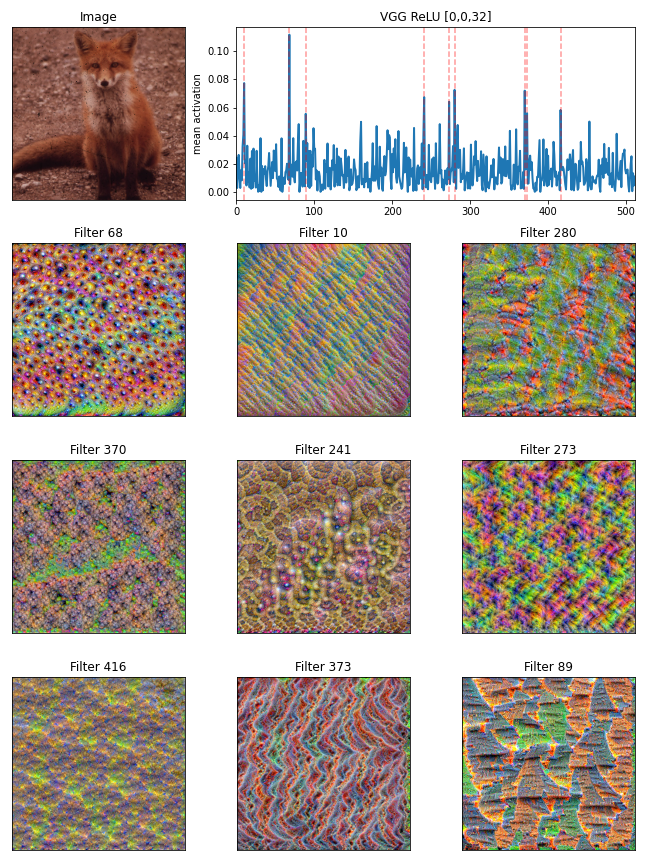 Image
VGG ReLU [0,0,32]
mean activation
0.10
0.08
0.06
0.04
0.02
0.00
0 100 200 300 400 500
Filter 68
Filter 10
Filter 280
Filter 370
Filter 241
Filter 273
Filter 416
Filter 373
Filter 89